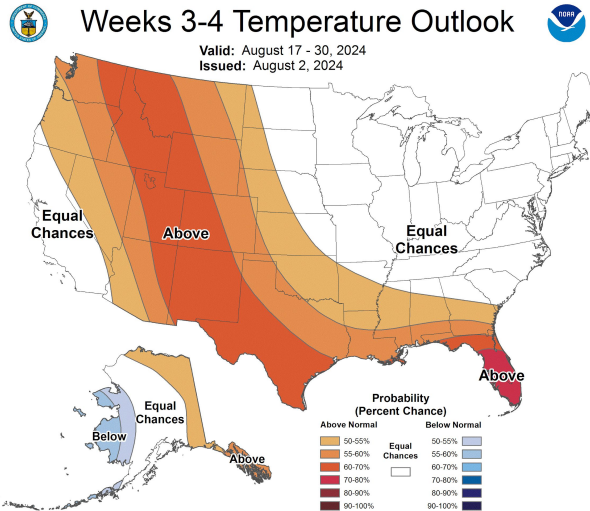 Weeks 3-4 Temperature Outlook
Valid: August 17 - 30, 2024
Issued: August 2, 2024
NOAA
Equal
Chances
Above
Equal
Chances
Above
Equal
Chances
Below
Above
Probability
(Percent Chance)
Above Normal
Below Normal
50-55%
55-60%
60-70%
70-80%
80-90%
90-100%
Equal
Chances
50-55%
55-60%
60-70%
70-80%
80-90%
90-100%